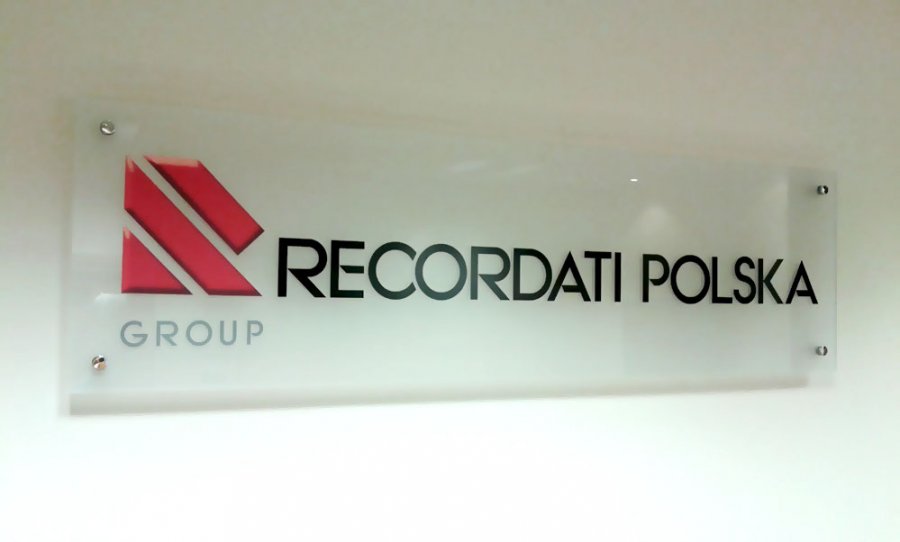 RECORDATI POLSKA
GROUP